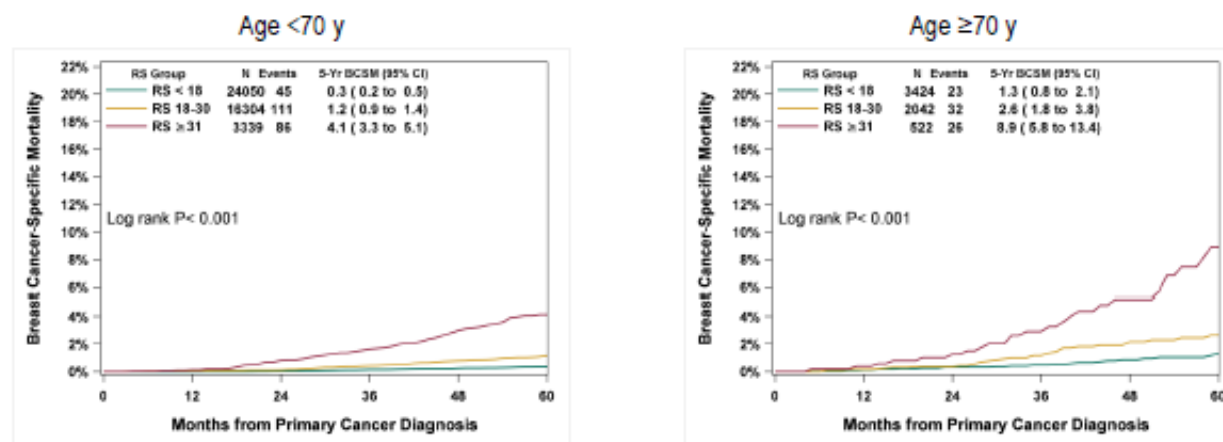 Age <70 y
22%
20%
18%
16%
14%
12%
10%
8%
6%
4%
2%
0%
Breast Cancer-Specific Mortality
RS Group N Events 5-Yr BCSM (95% CI)
RS < 18 24050 45 0.3 ( 0.2 to 0.5)
RS 18-30 16304 111 1.2 ( 0.9 to 1.4)
RS ≥ 31 3339 86 4.1 ( 3.3 to 5.1)
Log rank P< 0.001
0 12 24 36 48 60
Months from Primary Cancer Diagnosis
Age ≥70 y
22%
20%
18%
16%
14%
12%
10%
8%
6%
4%
2%
0%
Breast Cancer-Specific Mortality
RS Group N Events 5-Yr BCSM (95% CI)
RS < 18 3424 23 1.3 ( 0.8 to 2.1)
RS 18-30 2042 32 2.6 ( 1.8 to 3.8)
RS ≥ 31 522 26 8.9 ( 5.8 to 13.4)
Log rank P< 0.001
0 12 24 36 48 60
Months from Primary Cancer Diagnosis